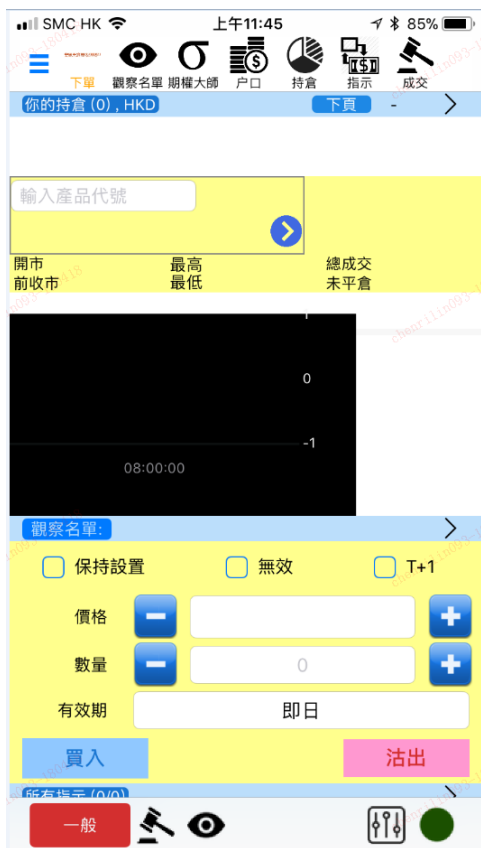 SMC HK 上午11:45 85%
下單 觀察名單 期權大師 户口 持倉 指示 成交
你的持倉 (0) , HKD 下頁 -
輸入產品代號
開市 最高 總成交
前收市 最低 未平倉
0
-1
08:00:00
觀察名單:
保持設置 無效 T+1
價格
數量 0
有效期 即日
買入 沽出
所有指示 (0/0)
一般